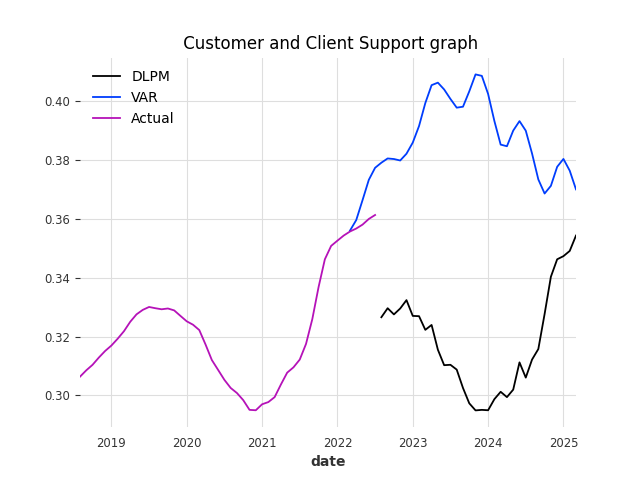 Customer and Client Support graph
DLPM
VAR
Actual
0.40
0.38
0.36
0.34
0.32
0.30
2019 2020 2021 2022 2023 2024 2025
date